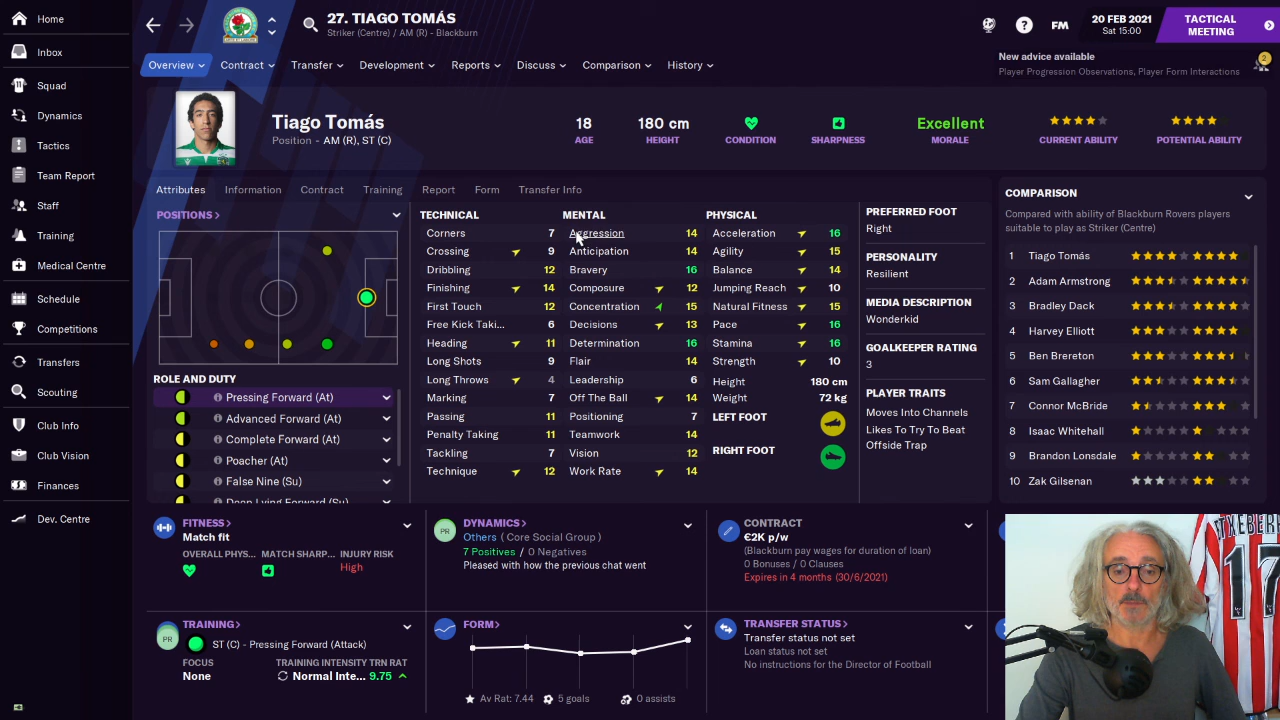 27. TIAGO TOMÁS
Striker (Centre) / AM (R) - Blackburn
FM
20 FEB 2021
Sat 15:00
TACTICAL MEETING
Home
Inbox
Squad
Dynamics
Tactics
Team Report
Staff
Training
Medical Centre
Schedule
Competitions
Transfers
Scouting
Club Info
Club Vision
Finances
Dev. Centre
Overview
Contract
Transfer
Development
Reports
Discuss
Comparison
History
New advice available
Player Progression Observations, Player Form Interactions
2
Tiago Tomás
Position - AM (R), ST (C)
18
AGE
180 cm
HEIGHT
CONDITION
SHARPNESS
Excellent
MORALE
CURRENT ABILITY
POTENTIAL ABILITY
Attributes
Information
Contract
Training
Report
Form
Transfer Info
POSITIONS >
ROLE AND DUTY
Pressing Forward (At)
Advanced Forward (At)
Complete Forward (At)
Poacher (At)
False Nine (Su)
Deep Lying Forward (Su)
TECHNICAL
Corners 7
Crossing 9
Dribbling 12
Finishing 14
First Touch 12
Free Kick Taki... 6
Heading 11
Long Shots 9
Long Throws 4
Marking 7
Passing 11
Penalty Taking 11
Tackling 7
Technique 12
MENTAL
Aggression 14
Anticipation 14
Bravery 16
Composure 12
Concentration 15
Decisions 13
Determination 16
Flair 14
Leadership 6
Off The Ball 14
Positioning 7
Teamwork 14
Vision 12
Work Rate 14
PHYSICAL
Acceleration 16
Agility 15
Balance 14
Jumping Reach 10
Natural Fitness 15
Pace 16
Stamina 16
Strength 10
Height 180 cm
Weight 72 kg
LEFT FOOT
RIGHT FOOT
PREFERRED FOOT
Right
PERSONALITY
Resilient
MEDIA DESCRIPTION
Wonderkid
GOALKEEPER RATING
3
PLAYER TRAITS
Moves Into Channels
Likes To Try To Beat
Offside Trap
COMPARISON
Compared with ability of Blackburn Rovers players
suitable to play as Striker (Centre)
1 Tiago Tomás
2 Adam Armstrong
3 Bradley Dack
4 Harvey Elliott
5 Ben Brereton
6 Sam Gallagher
7 Connor McBride
8 Isaac Whitehall
9 Brandon Lonsdale
10 Zak Gilsenan
FITNESS >
Match fit
OVERALL PHYS... MATCH SHARP... INJURY RISK
High
PR
DYNAMICS >
Others ( Core Social Group )
7 Positives / 0 Negatives
Pleased with how the previous chat went
CONTRACT
€2K p/w
(Blackburn pay wages for duration of loan)
0 Bonuses / 0 Clauses
Expires in 4 months (30/6/2021)
PR
TRAINING >
ST (C) - Pressing Forward (Attack)
FOCUS TRAINING INTENSITY TRN RAT
None Normal Inte... 9.75
FORM >
Av Rat: 7.44 5 goals 0 assists
TRANSFER STATUS >
Transfer status not set
Loan status not set
No instructions for the Director of Football
17